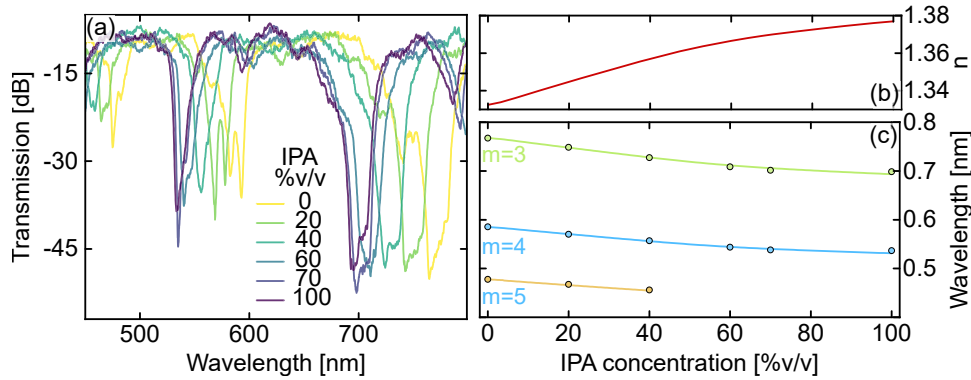 (a)
Transmission [dB]
-15
-30
-45
500
600
700
Wavelength [nm]
IPA
%v/v
0
20
40
60
70
100
(b)
1.38
1.36
1.34
n
(c)
m=3
m=4
m=5
0.8
0.7
0.6
0.5
Wavelength [nm]
0
20
40
60
80
100
IPA concentration [%v/v]